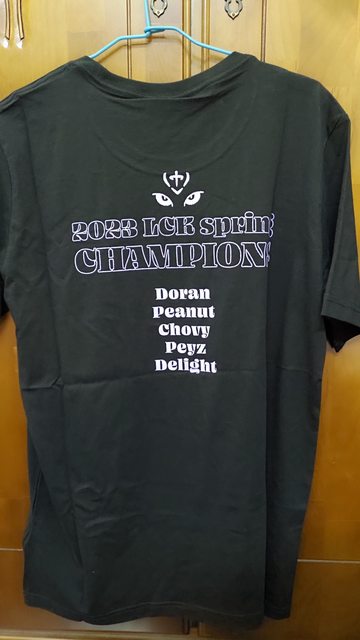 2023 LCK Spring
CHAMPIONS
Doran
Peanut
Chovy
Peyz
Delight